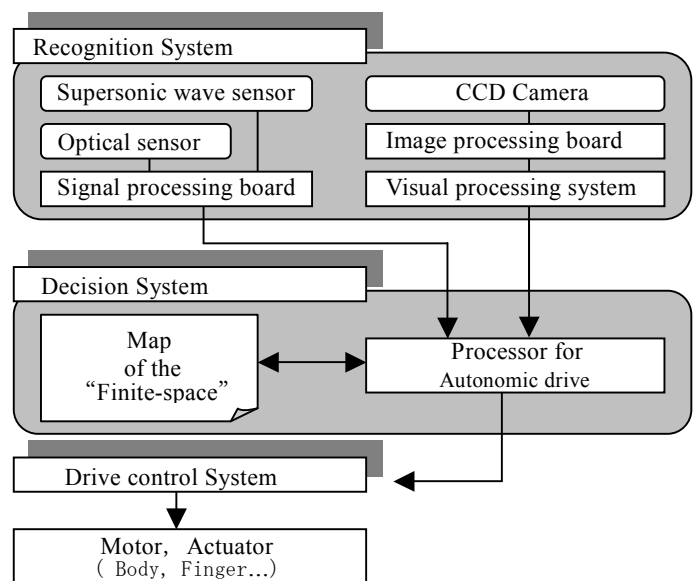 Recognition System
Supersonic wave sensor
Optical sensor
Signal processing board
CCD Camera
Image processing board
Visual processing system
Decision System
Map
of the
“Finite-space”
Processor for
Autonomic drive
Drive control System
Motor, Actuator
( Body, Finger...)